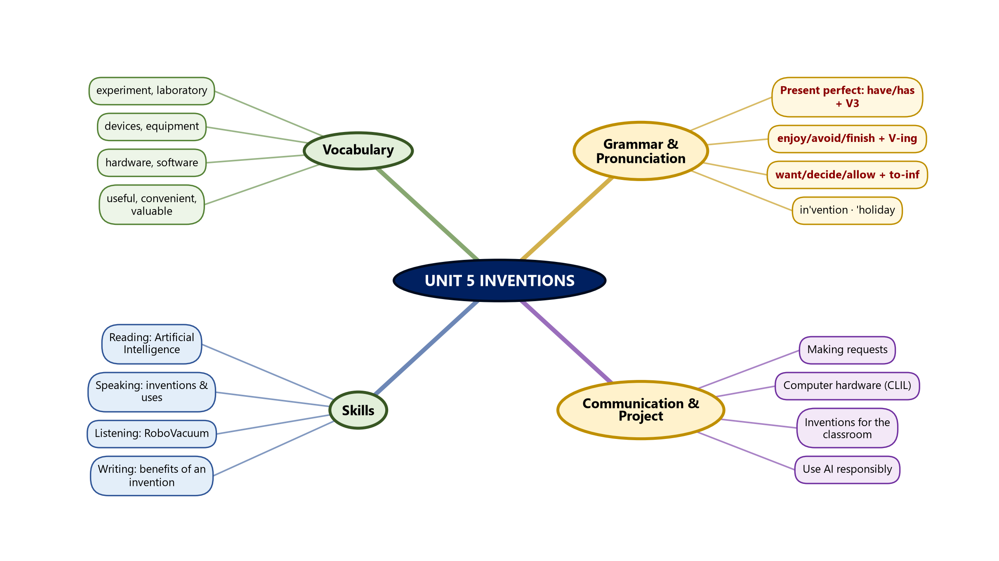 experiment, laboratory
devices, equipment
hardware, software
useful, convenient,
valuable
Vocabulary
Grammar &
Pronunciation
Present perfect: have/has
+ V3
enjoy/avoid/finish + V-ing
want/decide/allow + to-inf
in'vention · 'holiday
UNIT 5 INVENTIONS
Reading: Artificial
Intelligence
Speaking: inventions &
uses
Listening: RoboVacuum
Writing: benefits of an
invention
Skills
Communication &
Project
Making requests
Computer hardware (CLIL)
Inventions for the
classroom
Use AI responsibly